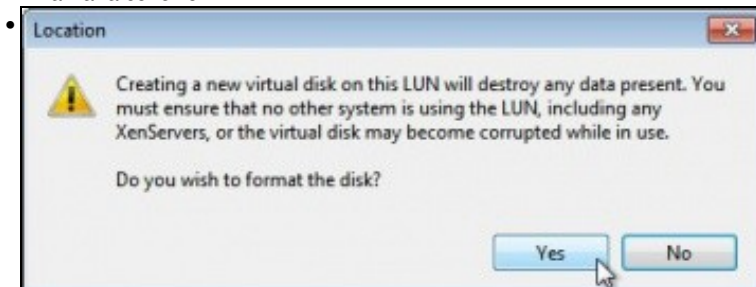 Location
Creating a new virtual disk on this LUN will destroy any data present. You
must ensure that no other system is using the LUN, including any
XenServers, or the virtual disk may become corrupted while in use.
Do you wish to format the disk?
Yes No